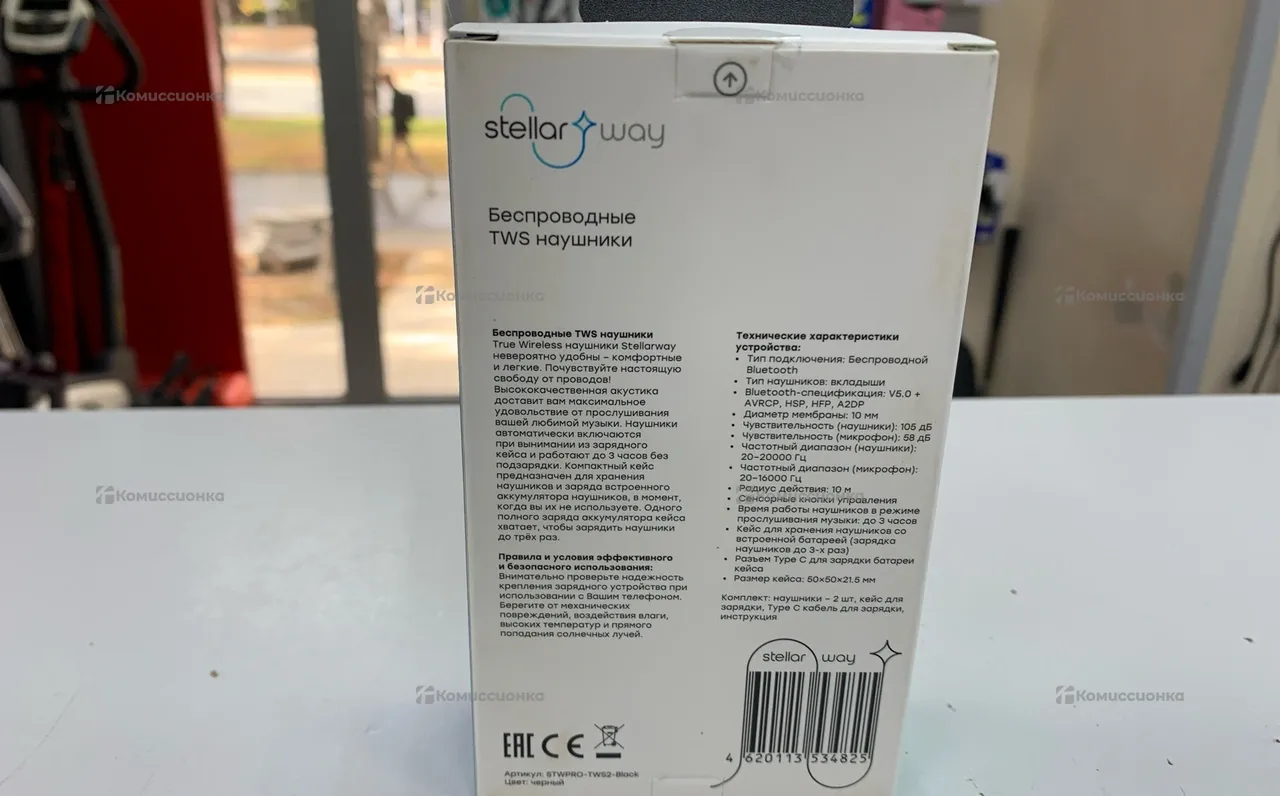 stellar way
Беспроводные
TWS наушники
Беспроводные TWS наушники
True Wireless наушники Stellarway
невероятно удобны – комфортные
и легкие. Почувствуйте настоящую
свободу от проводов!
Высококачественная акустика
доставит вам максимальное
удовольствие от прослушивания
вашей любимой музыки. Наушники
автоматически включаются
при вынимании из зарядного
кейса и работают до 3 часов без
подзарядки. Компактный кейс
предназначен для хранения
наушников и заряда встроенного
аккумулятора наушников, в момент,
когда вы их не используете. Одного
полного заряда аккумулятора кейса
хватает, чтобы зарядить наушники
до трёх раз.
Правила и условия эффективного
и безопасного использования:
Внимательно проверьте надежность
крепления зарядного устройства при
использовании с Вашим телефоном.
Берегите от механических
повреждений, воздействия влаги,
высоких температур и прямого
попадания солнечных лучей.
Технические характеристики
устройства:
• Тип подключения: Беспроводной
Bluetooth
• Тип наушников: вкладыши
• Bluetooth-спецификация: V5.0 +
AVRCP, HSP, HFP, A2DP
• Диаметр мембраны: 10 мм
• Чувствительность (наушники): 105 дБ
• Чувствительность (микрофон): 58 дБ
• Частотный диапазон (наушники):
20–20000 Гц
• Частотный диапазон (микрофон):
20–16000 Гц
• Радиус действия: 10 м
• Сенсорные кнопки управления
• Время работы наушников в режиме
прослушивания музыки: до 3 часов
• Кейс для хранения наушников со
встроенной батареей (зарядка
наушников до 3-х раз)
• Разъем Type C для зарядки батареи
кейса
• Размер кейса: 50×50×21.5 мм
Комплект: наушники – 2 шт, кейс для
зарядки, Type C кабель для зарядки,
инструкция
stellar way
4 620113 534825
EAC CE
Артикул: STWPRO-TWS2-Black
Цвет: черный
Комиссионка
Комиссионка
Комиссионка
Комиссионка
Комиссионка
Комиссионка
Комиссионка
Комиссионка